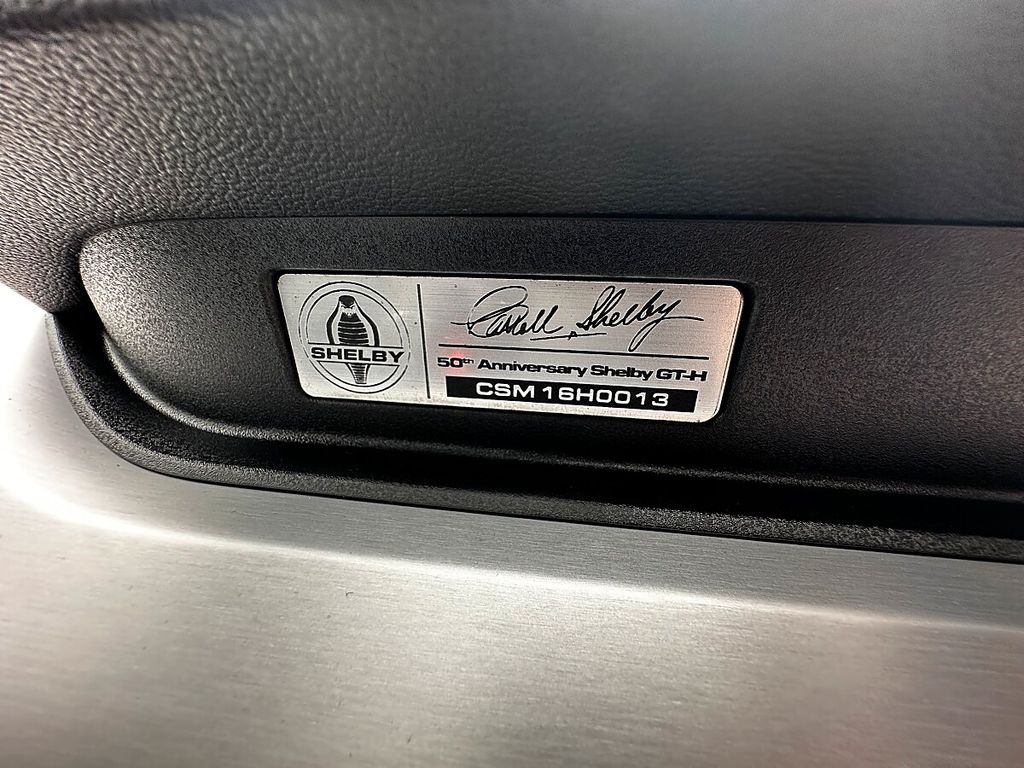 SHELBY
Carroll Shelby
50th Anniversary Shelby GT-H
CSM 16H0013